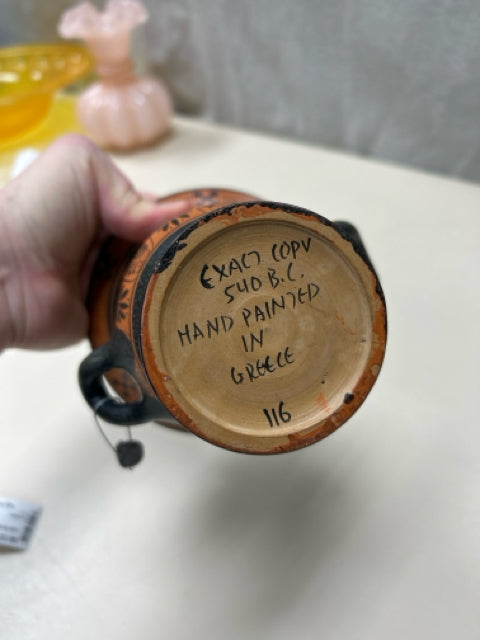 EXACT COPY
540 B.C.
HAND PAINTED
IN
GREECE
116